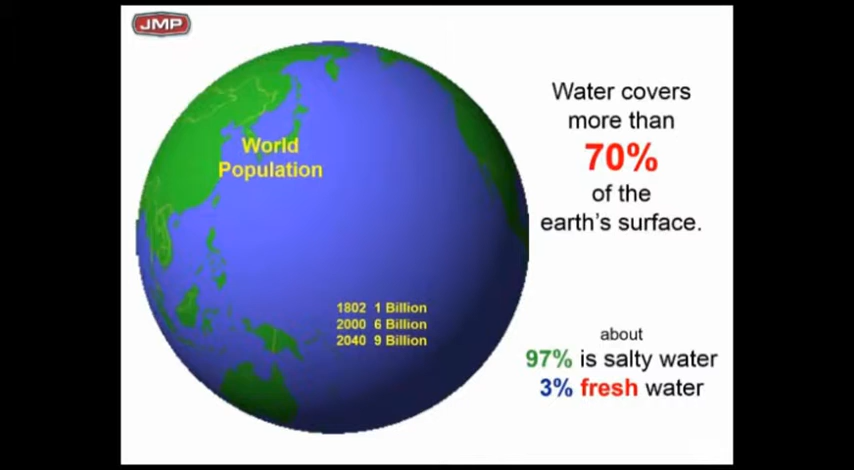 JMP
World
Population
1802 1 Billion
2000 6 Billion
2040 9 Billion
Water covers
more than
70%
of the
earth's surface.
about
97% is salty water
3% fresh water